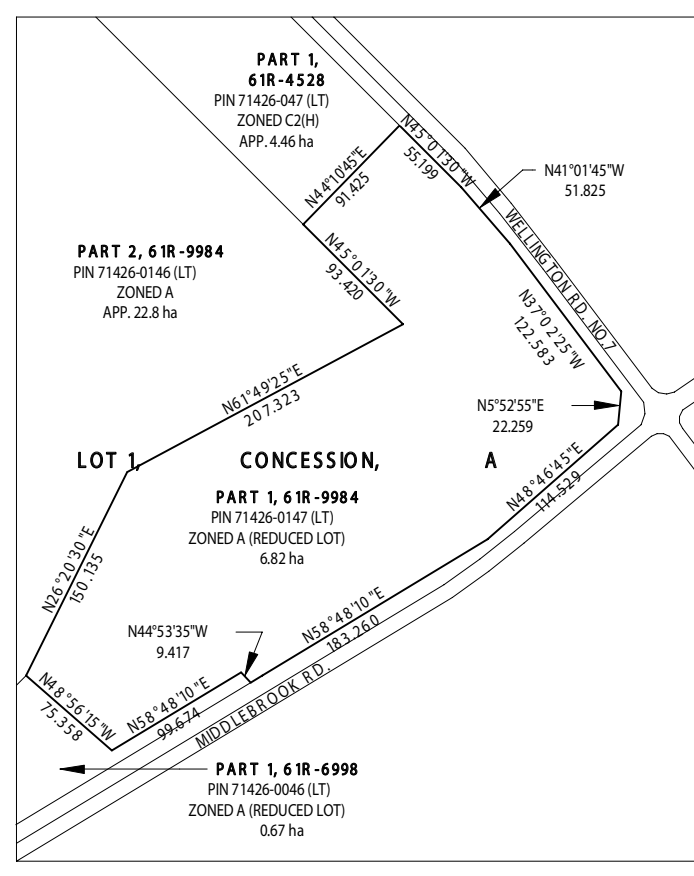 PART 1,
61R-4528
PIN 71426-047 (LT)
ZONED C2(H)
APP. 4.46 ha
N45°01'30"W
55.199
N44°10'45"E
91.425
N41°01'45"W
51.825
WELLINGTON RD. NO.7
N45°01'30"W
93.420
PART 2, 61R-9984
PIN 71426-0146 (LT)
ZONED A
APP. 22.8 ha
N37°02'25"W
122.583
N61°49'25"E
207.323
N5°52'55"E
22.259
LOT 1, CONCESSION, A
N48°46'45"E
114.529
PART 1, 61R-9984
PIN 71426-0147 (LT)
ZONED A (REDUCED LOT)
6.82 ha
N26°20'30"E
150.135
N44°53'35"W
9.417
N58°48'10"E
183.260
N48°56'15"W
75.358
N58°48'10"E
99.674
MIDDLEBROOK RD.
PART 1, 61R-6998
PIN 71426-0046 (LT)
ZONED A (REDUCED LOT)
0.67 ha